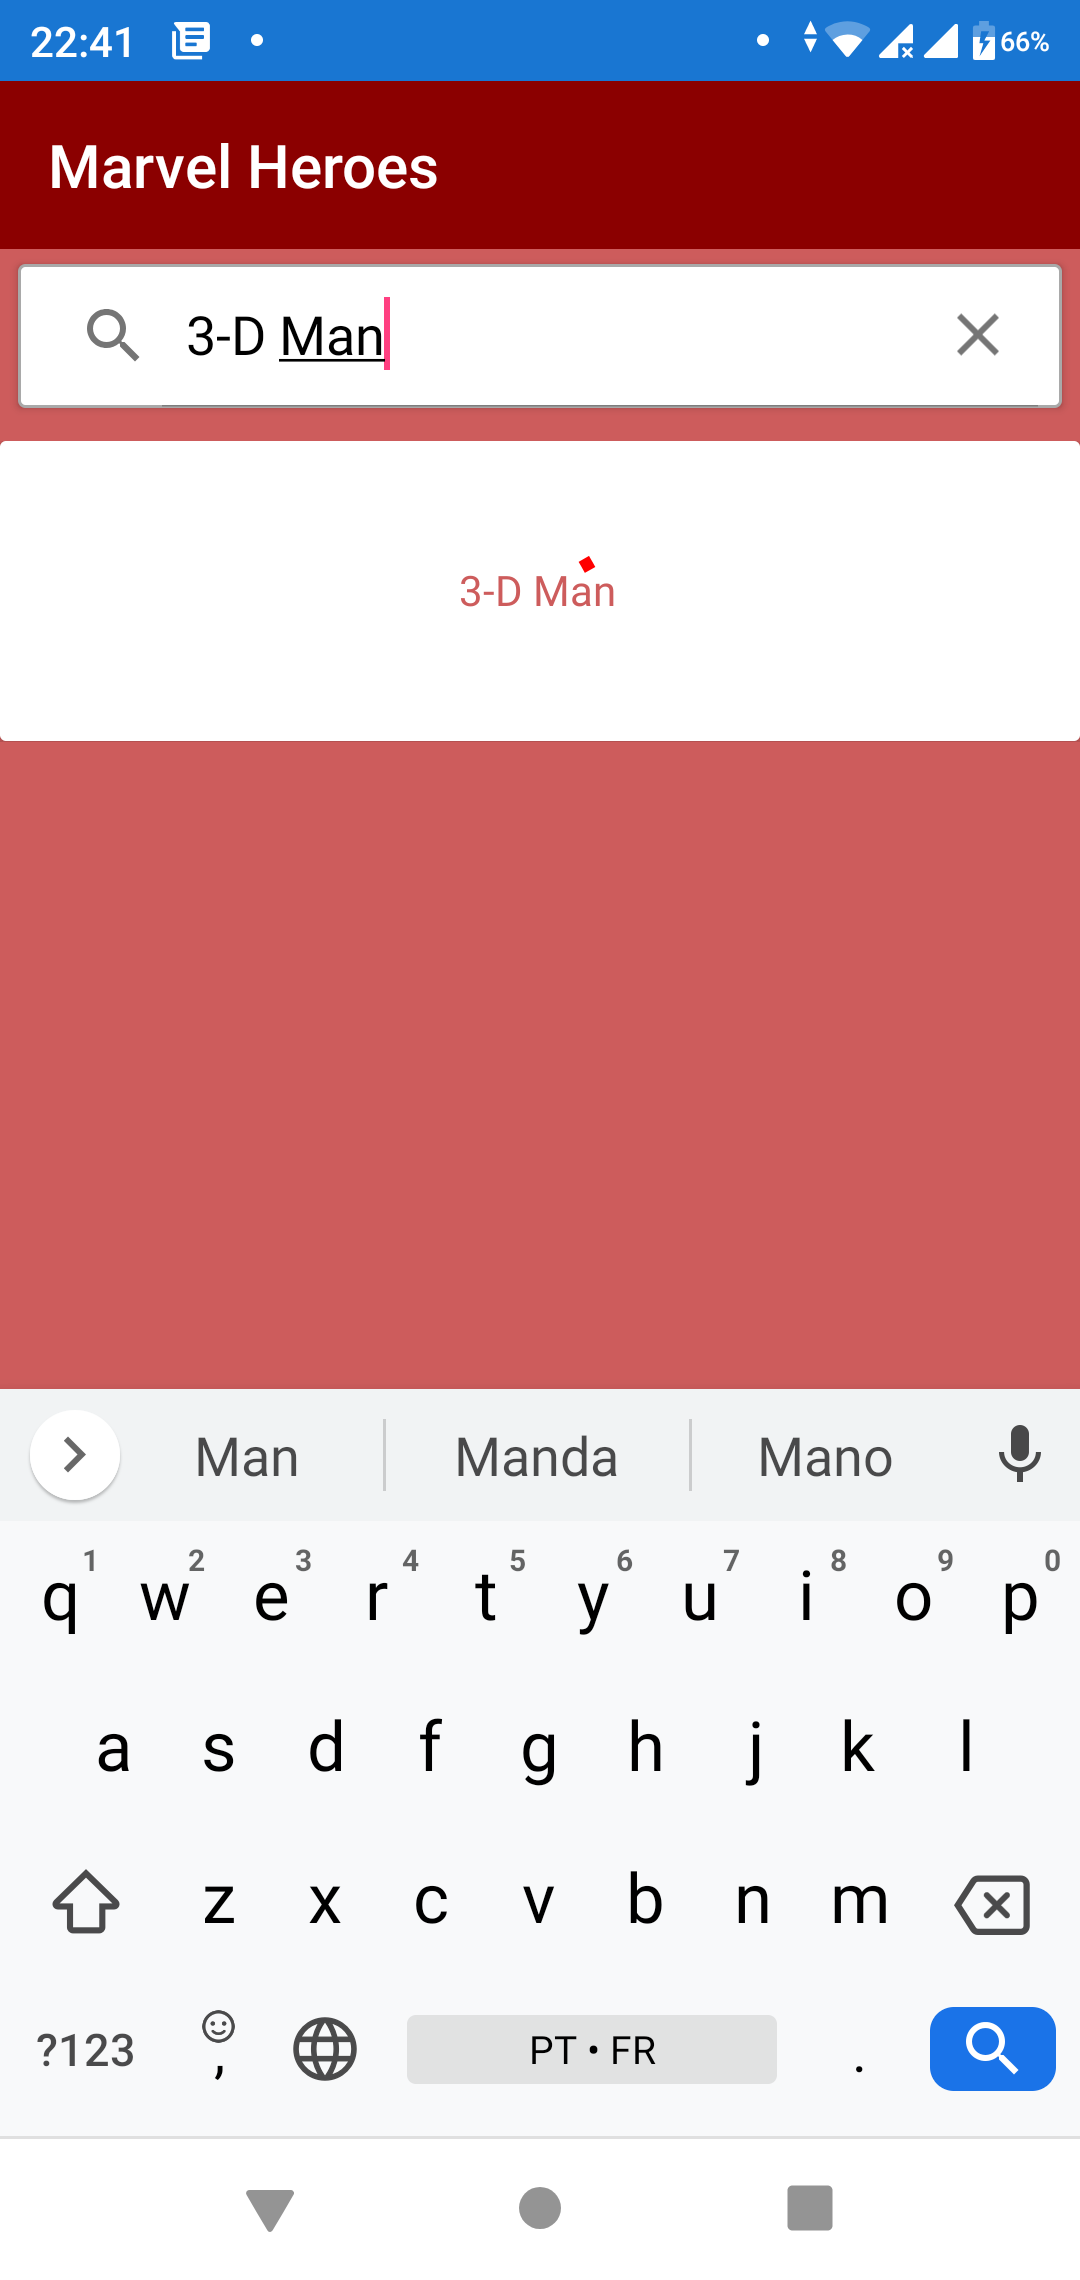 22:41 66%
Marvel Heroes
3-D Man
3-D Man
Man Manda Mano
1 2 3 4 5 6 7 8 9 0
q w e r t y u i o p
a s d f g h j k l
z x c v b n m
?123 , PT • FR .